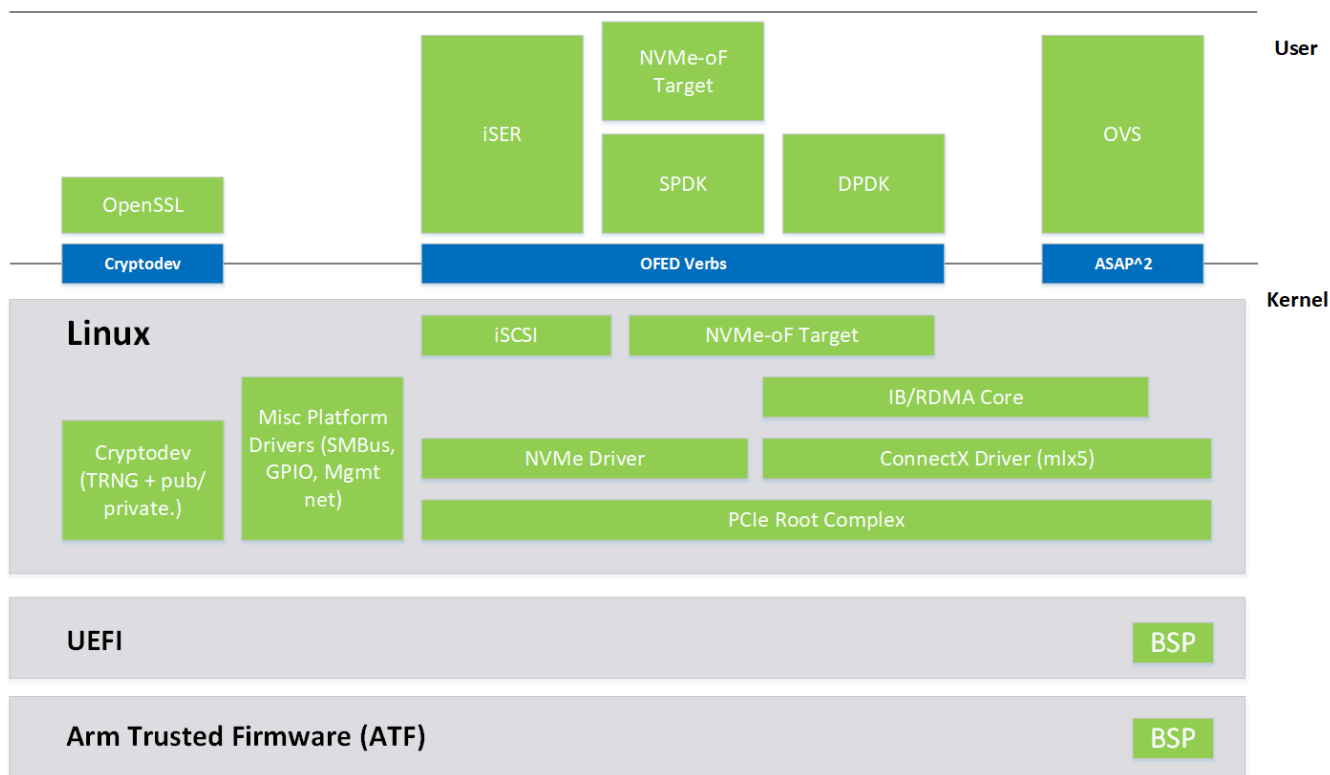 User
NVMe-oF
Target
iSER
OVS
SPDK
DPDK
OpenSSL
Cryptodev
OFED Verbs
ASAP^2
Kernel
Linux
iSCSI
NVMe-oF Target
IB/RDMA Core
Misc Platform
Drivers (SMBus,
GPIO, Mgmt
net)
Cryptodev
(TRNG + pub/
private.)
NVMe Driver
ConnectX Driver (mlx5)
PCIe Root Complex
UEFI
BSP
Arm Trusted Firmware (ATF)
BSP